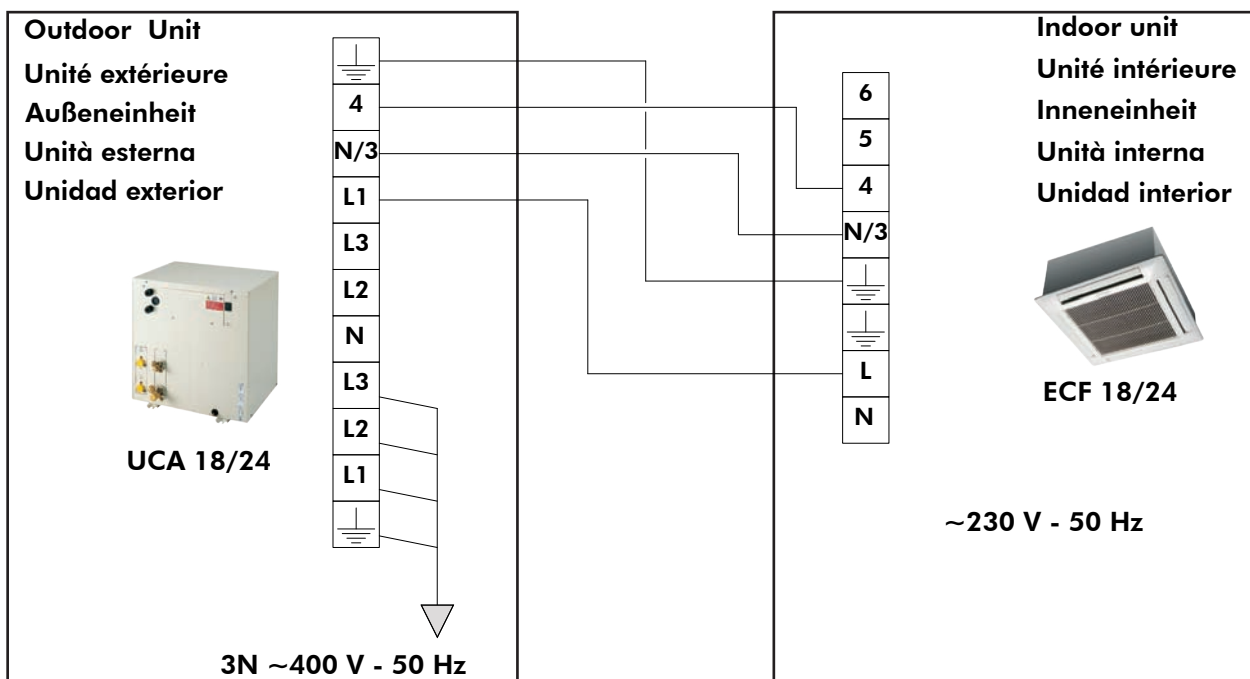 Outdoor Unit
Unité extérieure
Außeneinheit
Unità esterna
Unidad exterior
UCA 18/24
4
N/3
L1
L3
L2
N
L3
L2
L1
3N ~400 V - 50 Hz
Indoor unit
Unité intérieure
Inneneinheit
Unità interna
Unidad interior
6
5
4
N/3
L
N
ECF 18/24
~230 V - 50 Hz